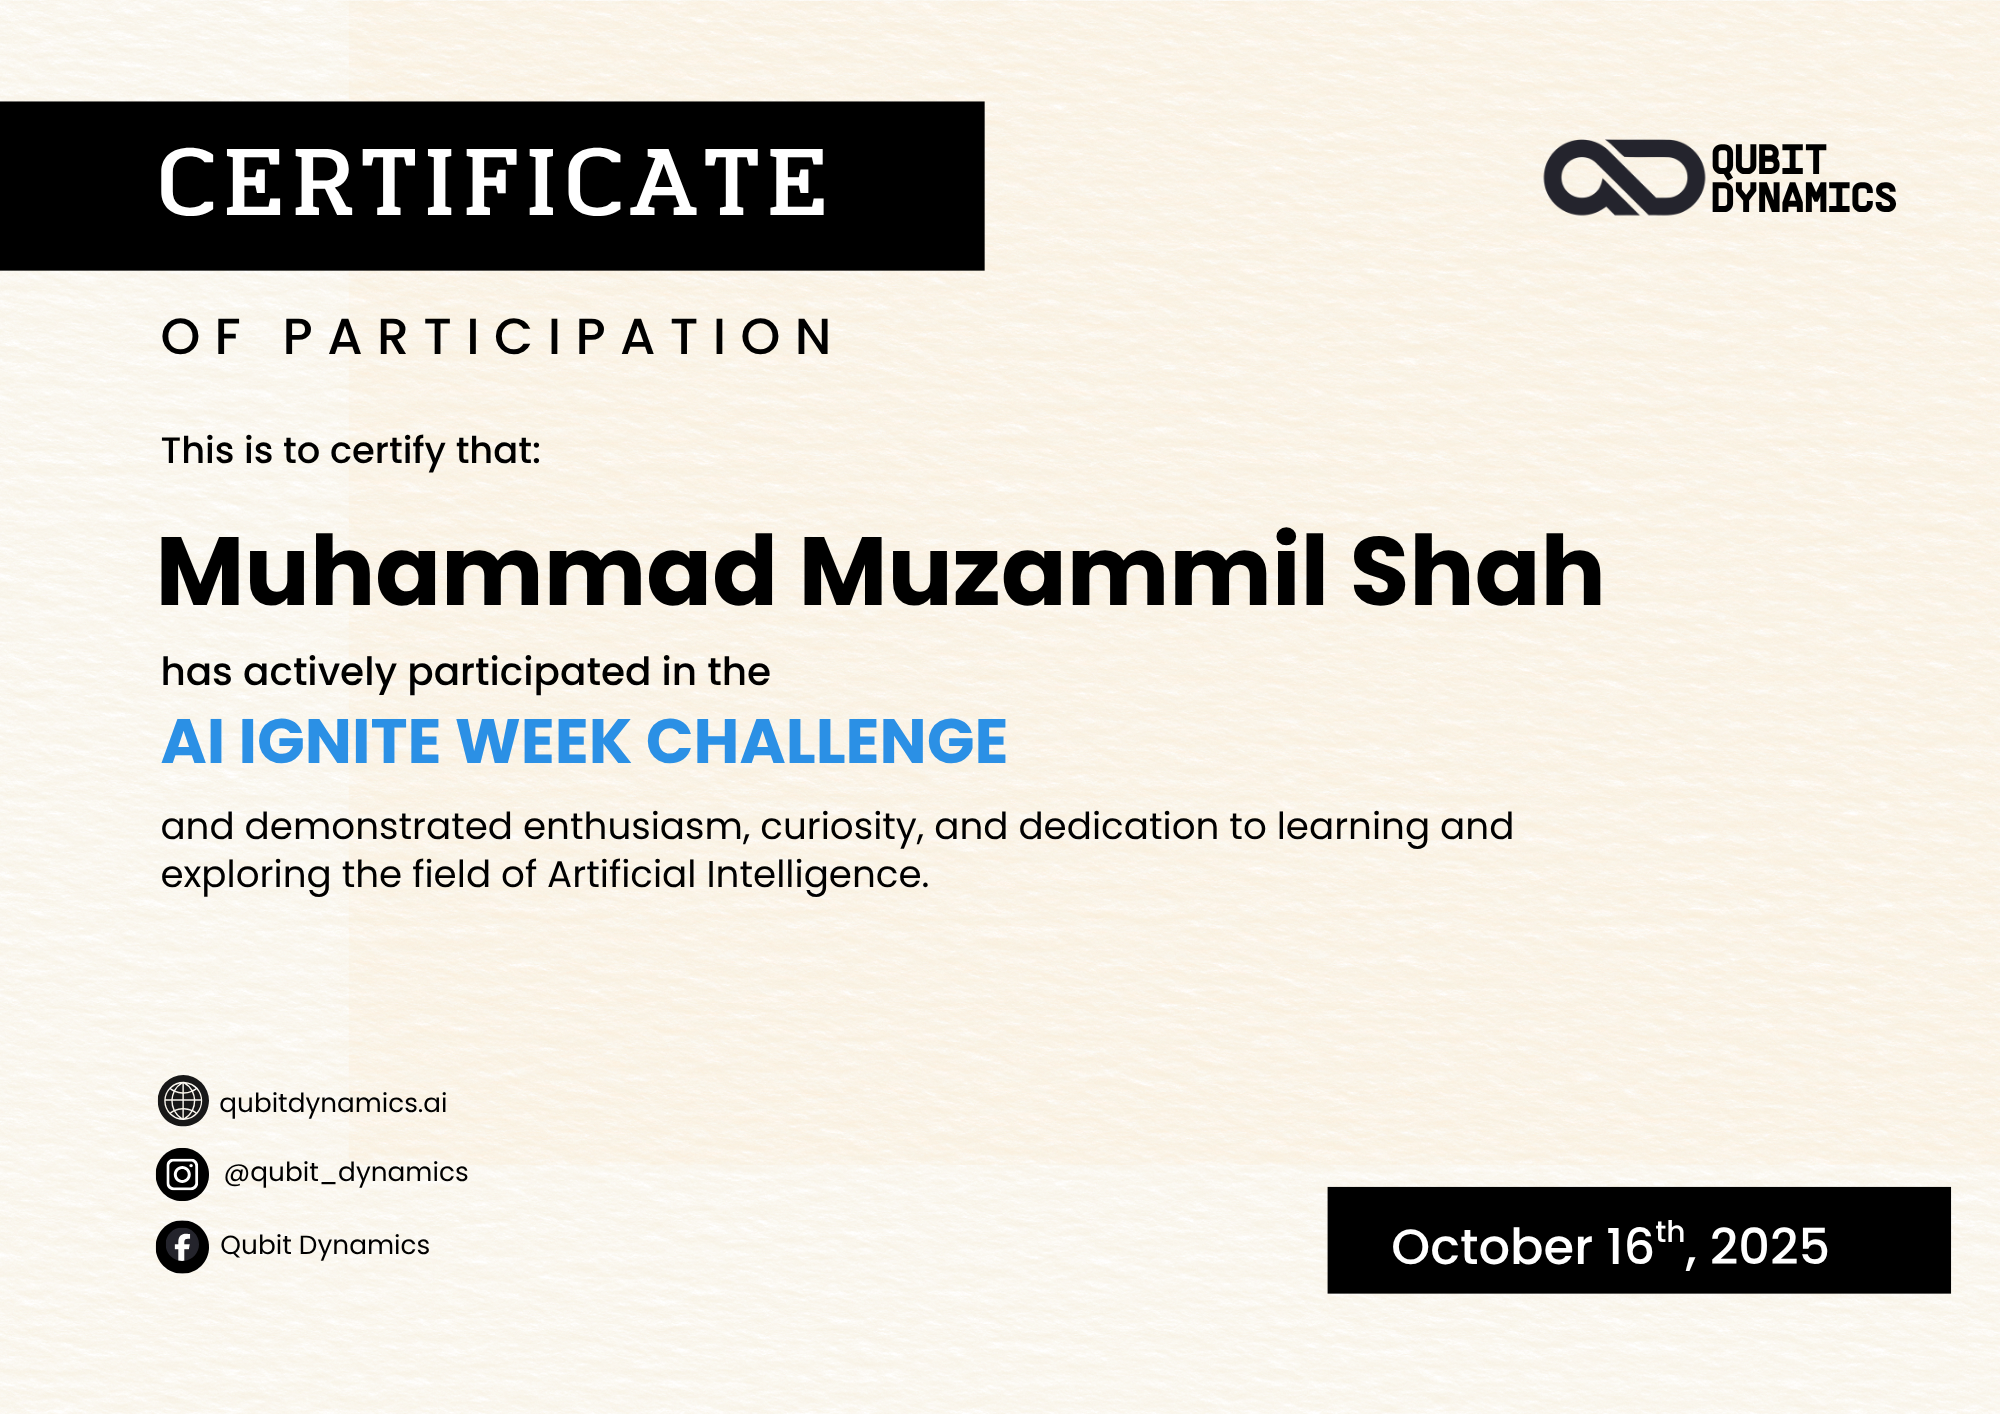 CERTIFICATE
QUBIT
DYNAMICS
OF PARTICIPATION
This is to certify that:
Muhammad Muzammil Shah
has actively participated in the
AI IGNITE WEEK CHALLENGE
and demonstrated enthusiasm, curiosity, and dedication to learning and
exploring the field of Artificial Intelligence.
qubitdynamics.ai
@qubit_dynamics
Qubit Dynamics
October 16th, 2025